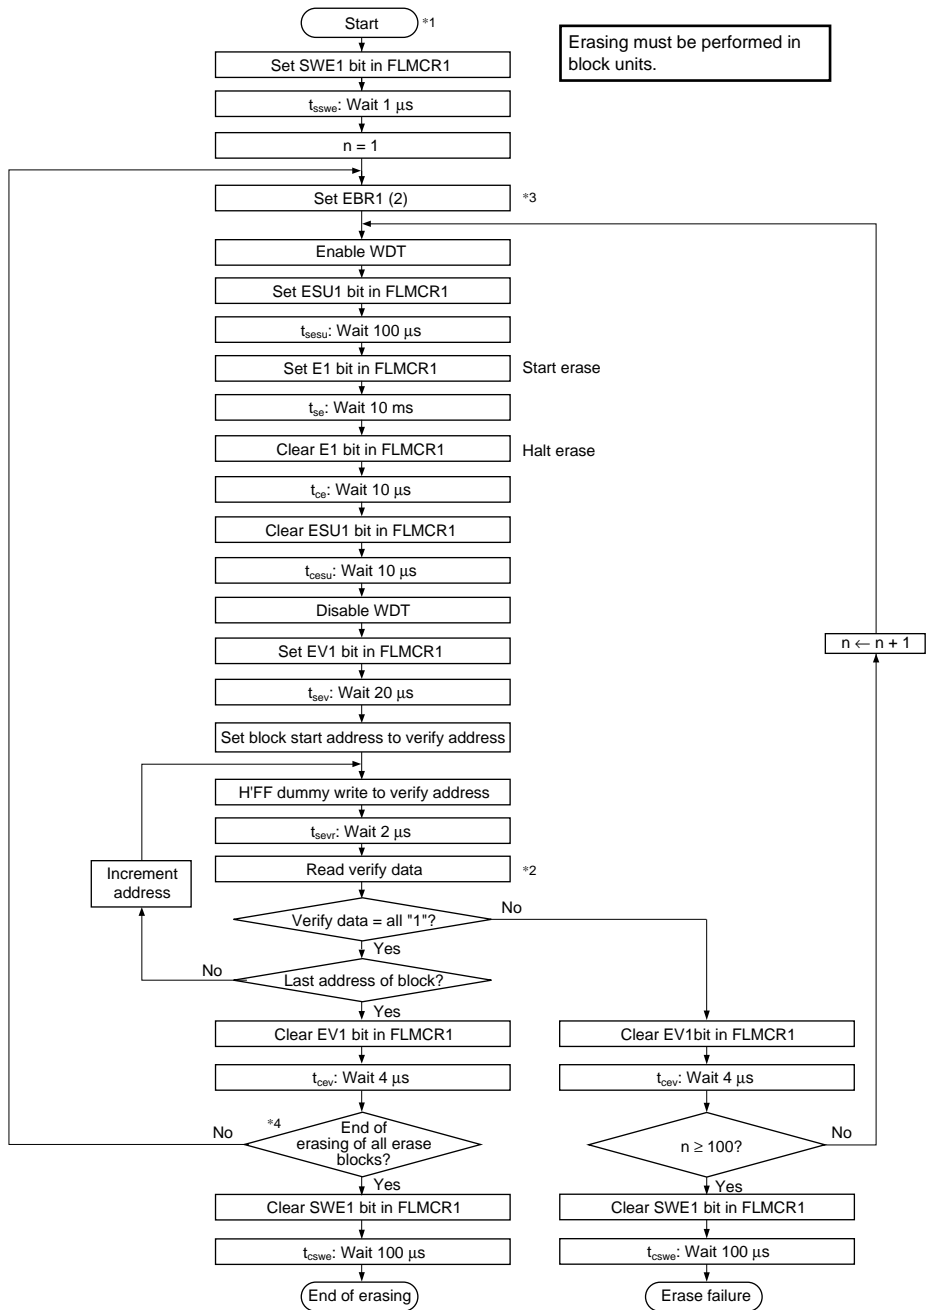 Start
*1
Erasing must be performed in
block units.
Set SWE1 bit in FLMCR1
tsswe: Wait 1 μs
n = 1
Set EBR1 (2)
*3
Enable WDT
Set ESU1 bit in FLMCR1
tsesu: Wait 100 μs
Set E1 bit in FLMCR1
Start erase
tse: Wait 10 ms
Clear E1 bit in FLMCR1
Halt erase
tce: Wait 10 μs
Clear ESU1 bit in FLMCR1
tcesu: Wait 10 μs
Disable WDT
Set EV1 bit in FLMCR1
n ← n + 1
tsev: Wait 20 μs
Set block start address to verify address
H'FF dummy write to verify address
tsevr: Wait 2 μs
Read verify data
*2
Increment
address
Verify data = all "1"?
No
Yes
Last address of block?
No
Yes
Clear EV1 bit in FLMCR1
Clear EV1bit in FLMCR1
tcev: Wait 4 μs
tcev: Wait 4 μs
No
*4
End of
erasing of all erase
blocks?
n ≥ 100?
No
Yes
Yes
Clear SWE1 bit in FLMCR1
Clear SWE1 bit in FLMCR1
tcswe: Wait 100 μs
tcswe: Wait 100 μs
End of erasing
Erase failure